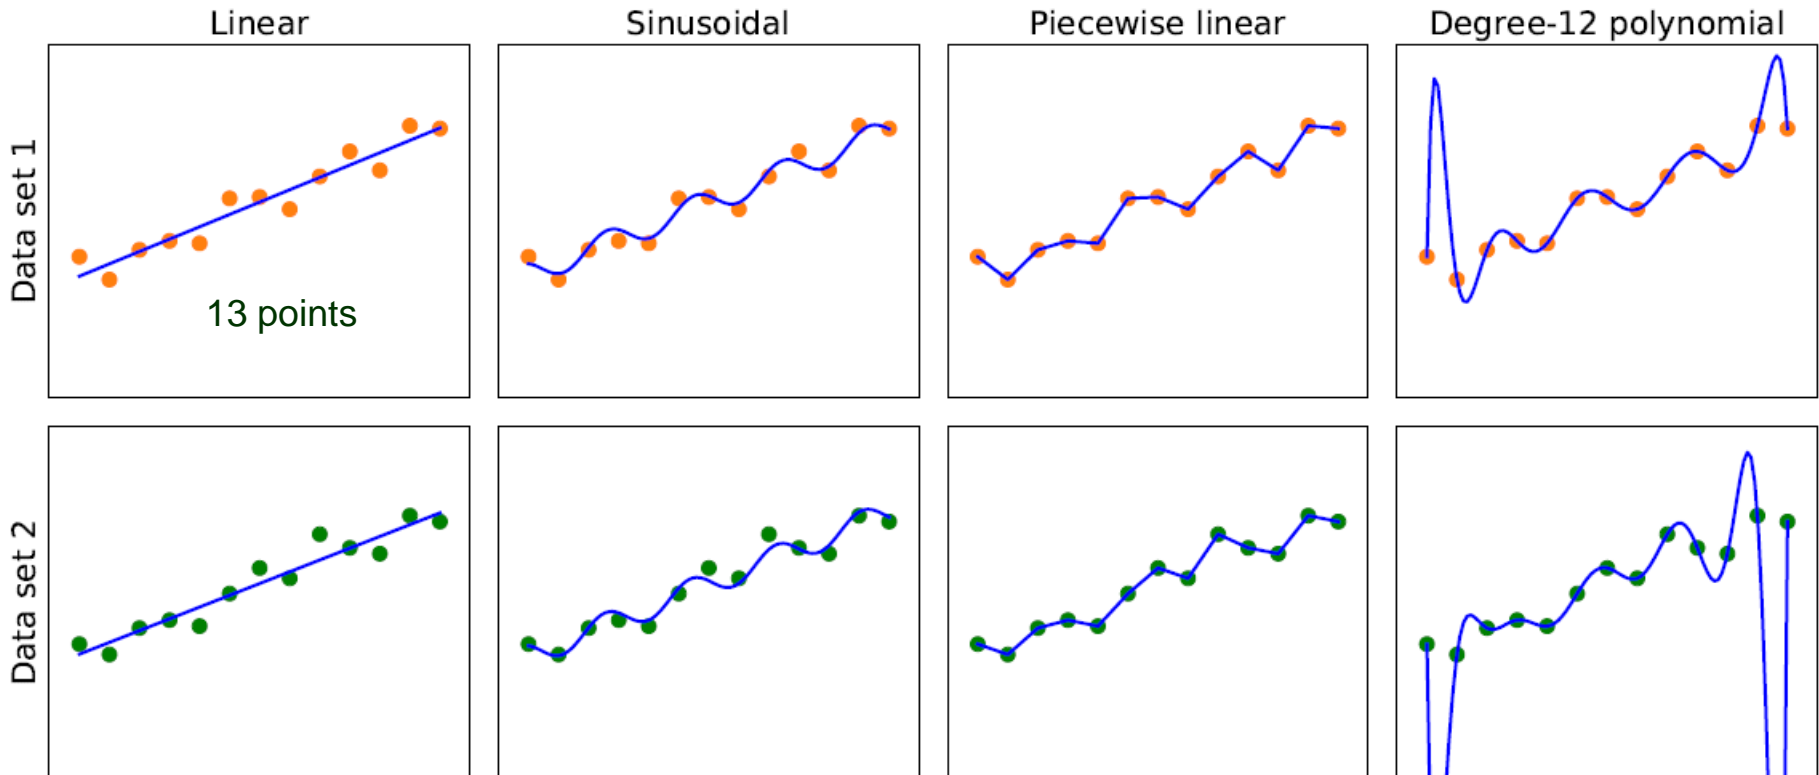 Linear
Sinusoidal
Piecewise linear
Degree-12 polynomial
Data set 1
13 points
Data set 2